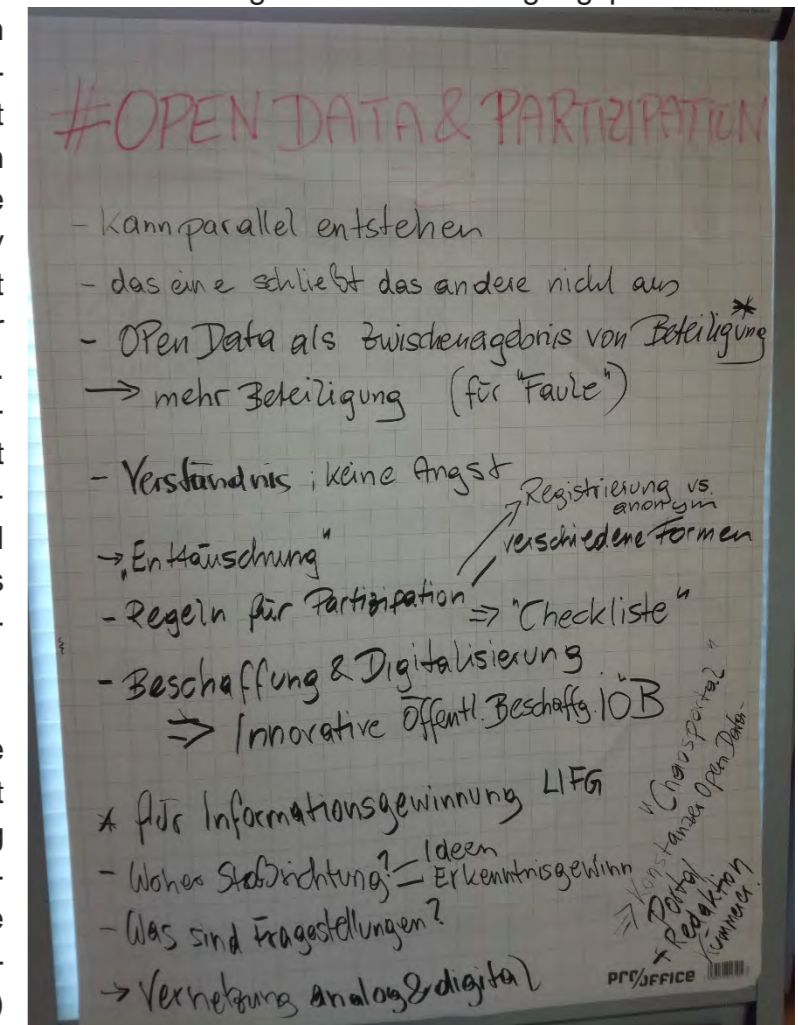 #OPEN DATA & PARTIZIPATION
- kann parallel entstehen
- das eine schließt das andere nicht aus
- OPen Data als Zwischenergebnis von Beteiligung *
→ mehr Beteiligung (für "Faule")
- Verständnis; keine Angst
Registrierung vs. anonym
→ „Enttäuschung"
verschiedene Formen
- Regeln für Partizipation ⇒ "Checkliste"
- Beschaffung & Digitalisierung
⇒ Innovative Öffentl. Beschaffg. IÖB
* für Informationsgewinnung LIFG
- Woher Stoßrichtung? - Ideen
- Erkenntnisgewinn
- Was sind Fragestellungen?
→ Vernetzung analog & digital
"Chaosportal"
⇒ Konstanzer Open Data-
Portal
* Redaktion
Kümmerer!
PRO/OFFICE